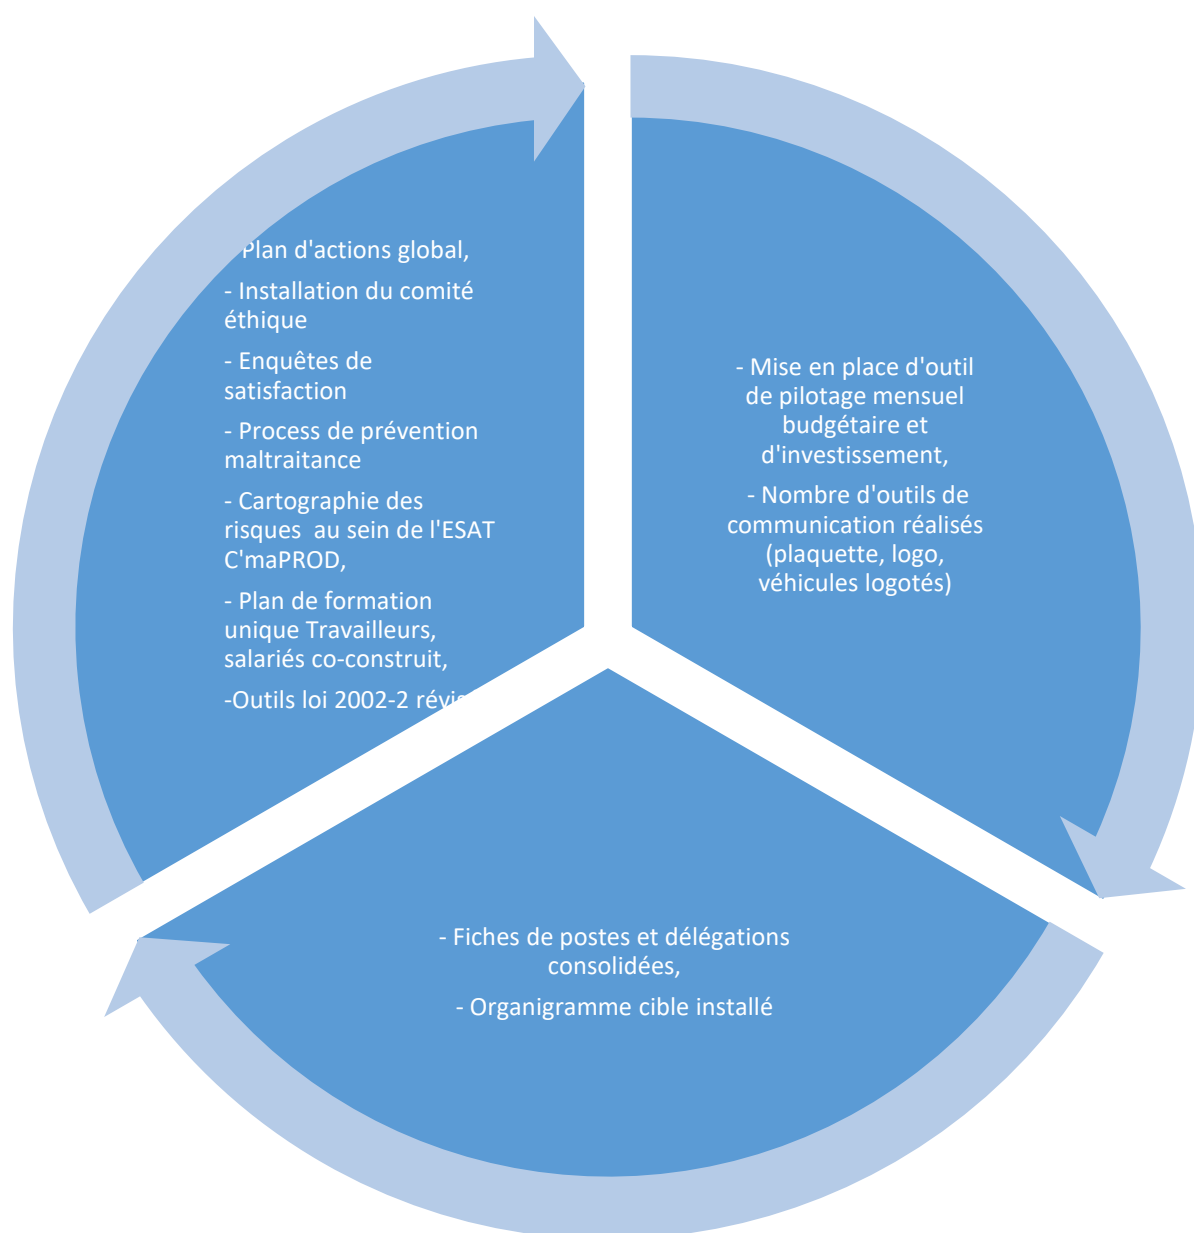 Plan d'actions global,
- Installation du comité
éthique
- Enquêtes de
satisfaction
- Process de prévention
maltraitance
- Cartographie des
risques au sein de l'ESAT
C'maPROD,
- Plan de formation
unique Travailleurs,
salariés co-construit,
-Outils loi 2002-2
- Mise en place d'outil
de pilotage mensuel
budgétaire et
d'investissement,
- Nombre d'outils de
communication réalisés
(plaquette, logo,
véhicules logotés)
- Fiches de postes et délégations
consolidées,
- Organigramme cible installé